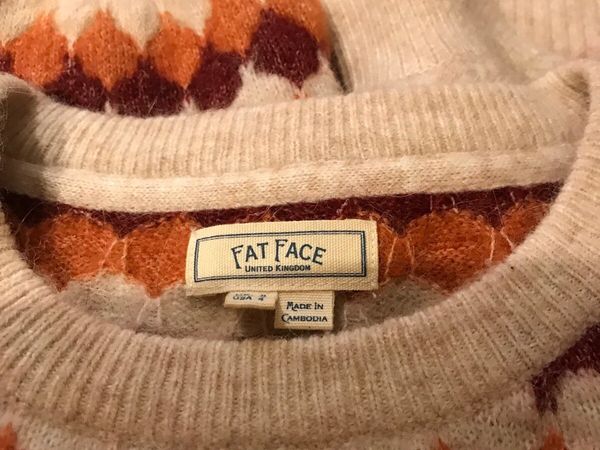 FAT FACE
UNITED KINGDOM
USA 4
MADE IN
CAMBODIA